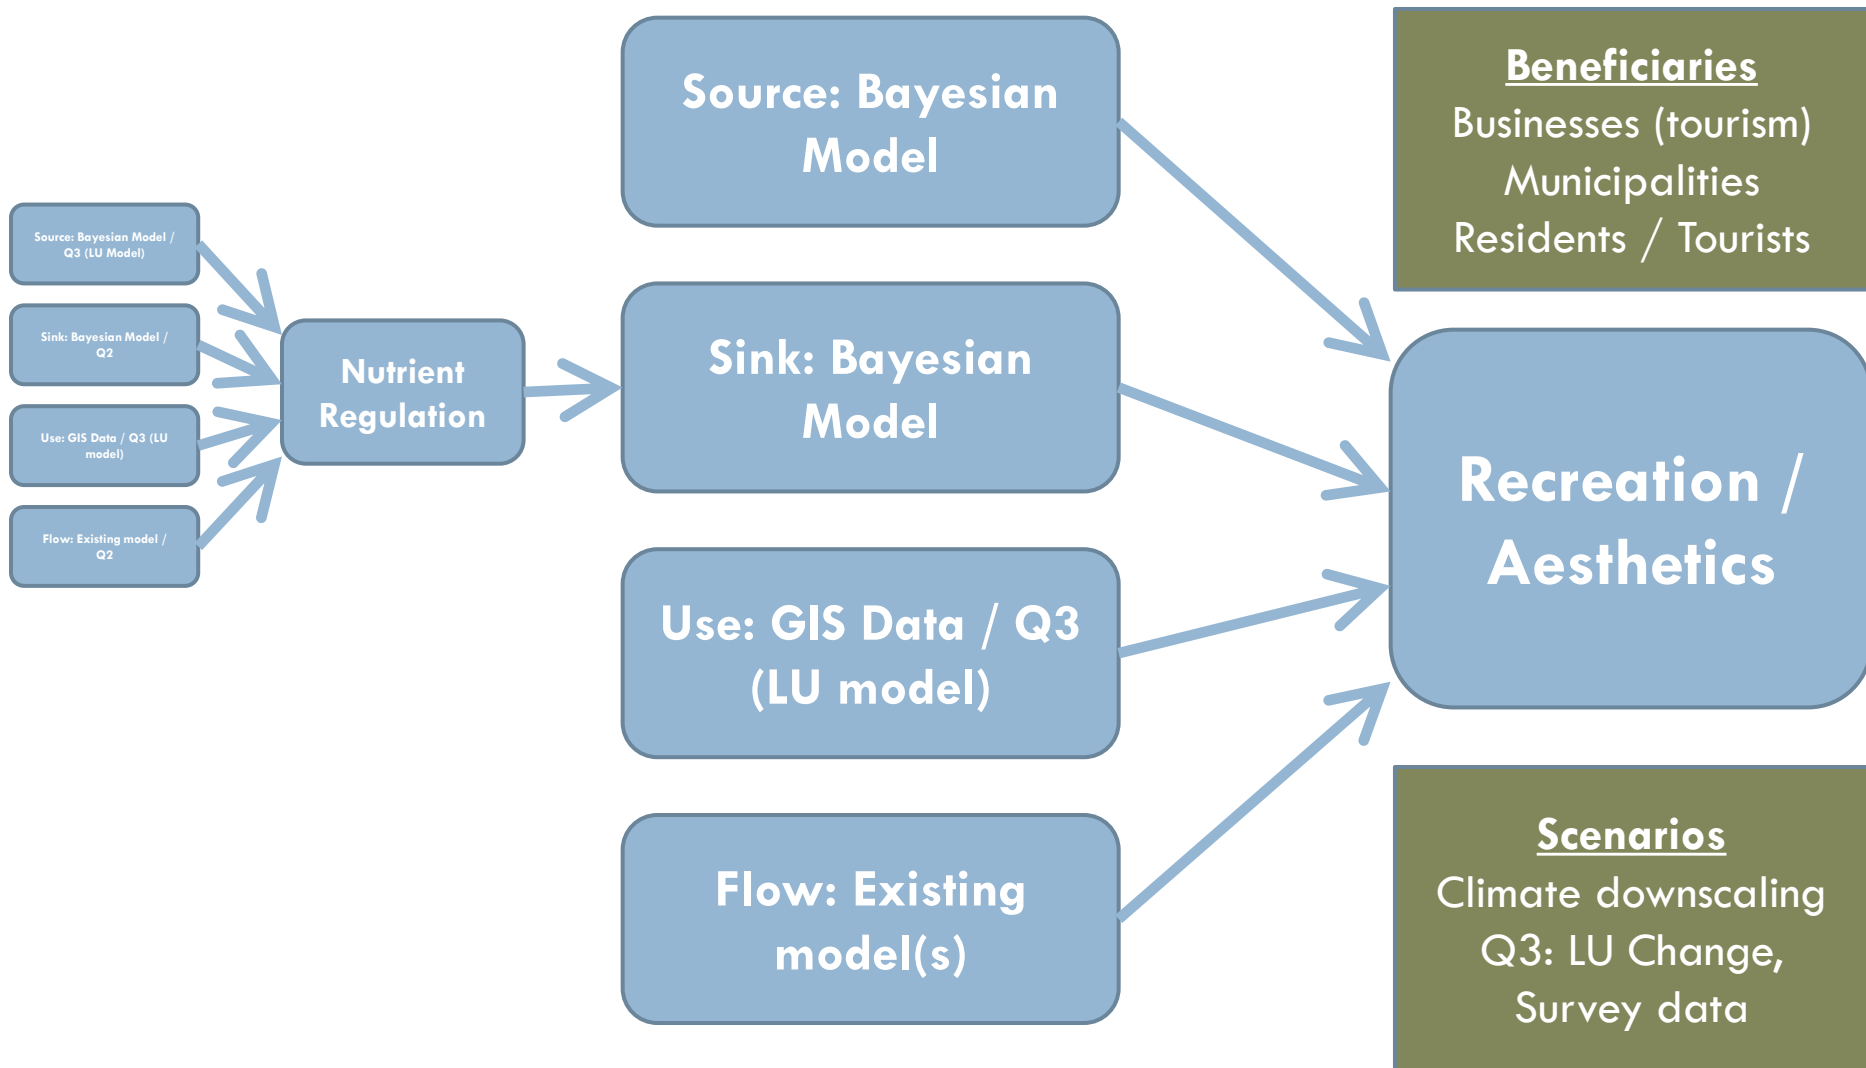 Source: Bayesian Model /
Q3 (LU Model)
Sink: Bayesian Model /
Q2
Use: GIS Data / Q3 (LU
model)
Flow: Existing model /
Q2
Nutrient
Regulation
Source: Bayesian
Model
Sink: Bayesian
Model
Use: GIS Data / Q3
(LU model)
Flow: Existing
model(s)
Beneficiaries
Businesses (tourism)
Municipalities
Residents / Tourists
Recreation /
Aesthetics
Scenarios
Climate downscaling
Q3: LU Change,
Survey data